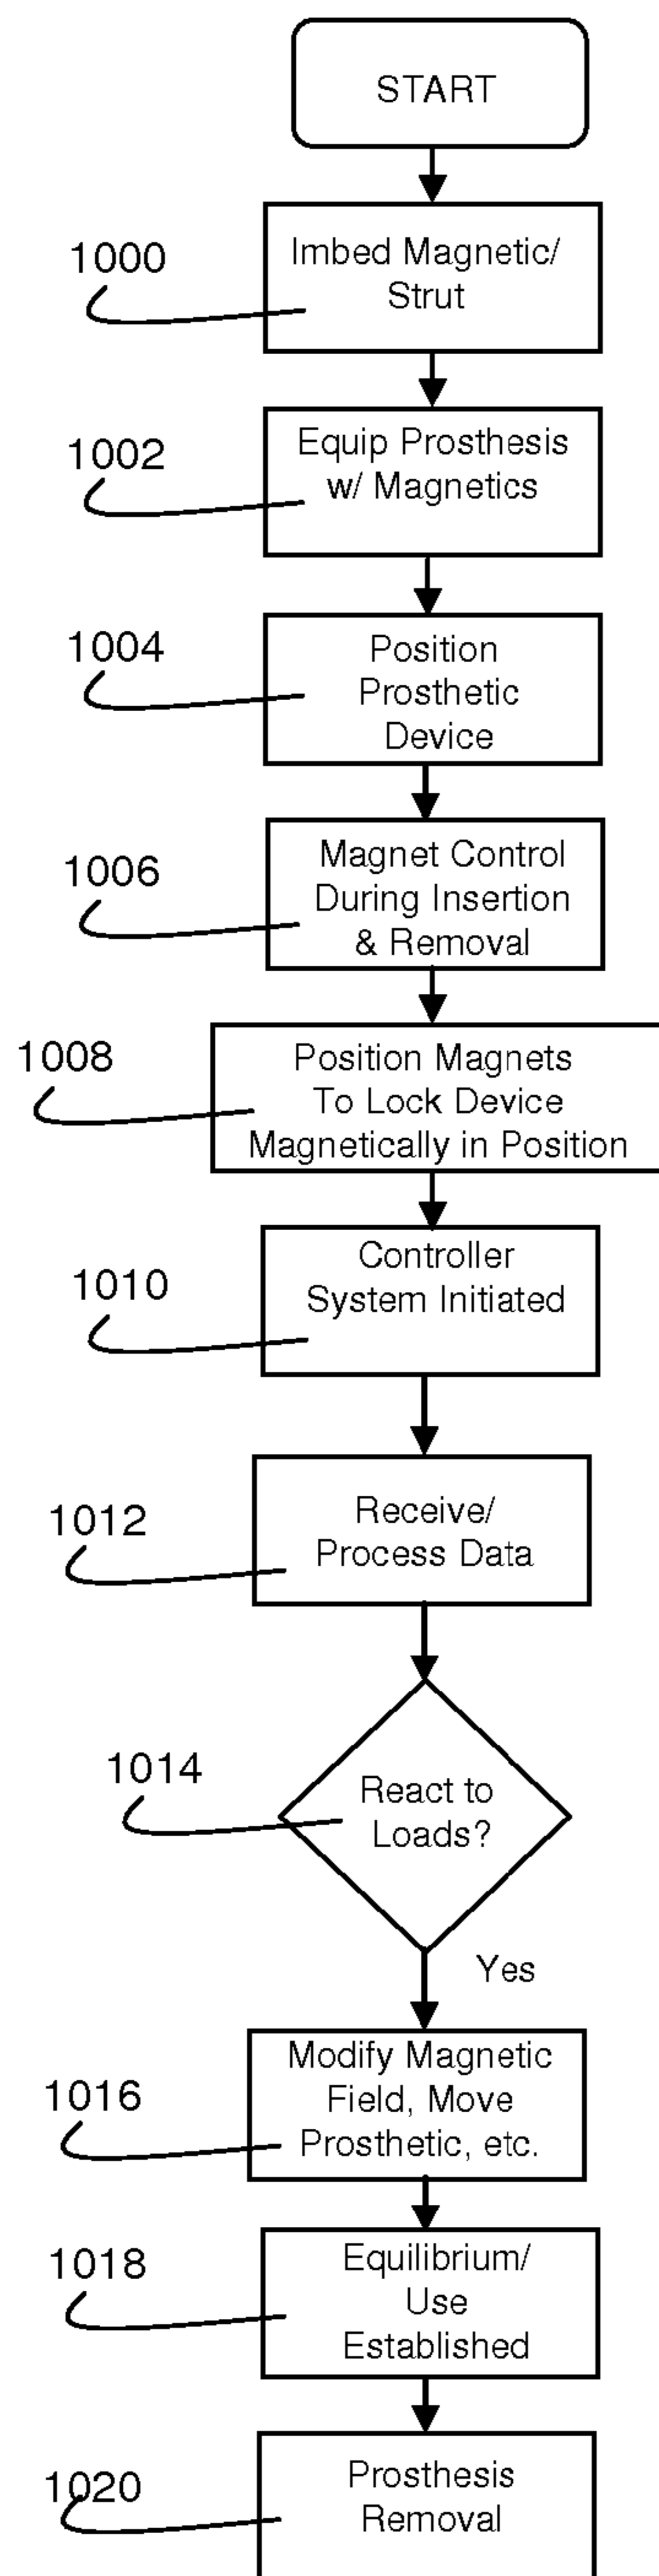 START
1000
Imbed Magnetic/
Strut
1002
Equip Prosthesis
w/ Magnetics
1004
Position
Prosthetic
Device
1006
Magnet Control
During Insertion
& Removal
1008
Position Magnets
To Lock Device
Magnetically in Position
1010
Controller
System Initiated
1012
Receive/
Process Data
1014
React to
Loads?
Yes
1016
Modify Magnetic
Field, Move
Prosthetic, etc.
1018
Equilibrium/
Use
Established
1020
Prosthesis
Removal